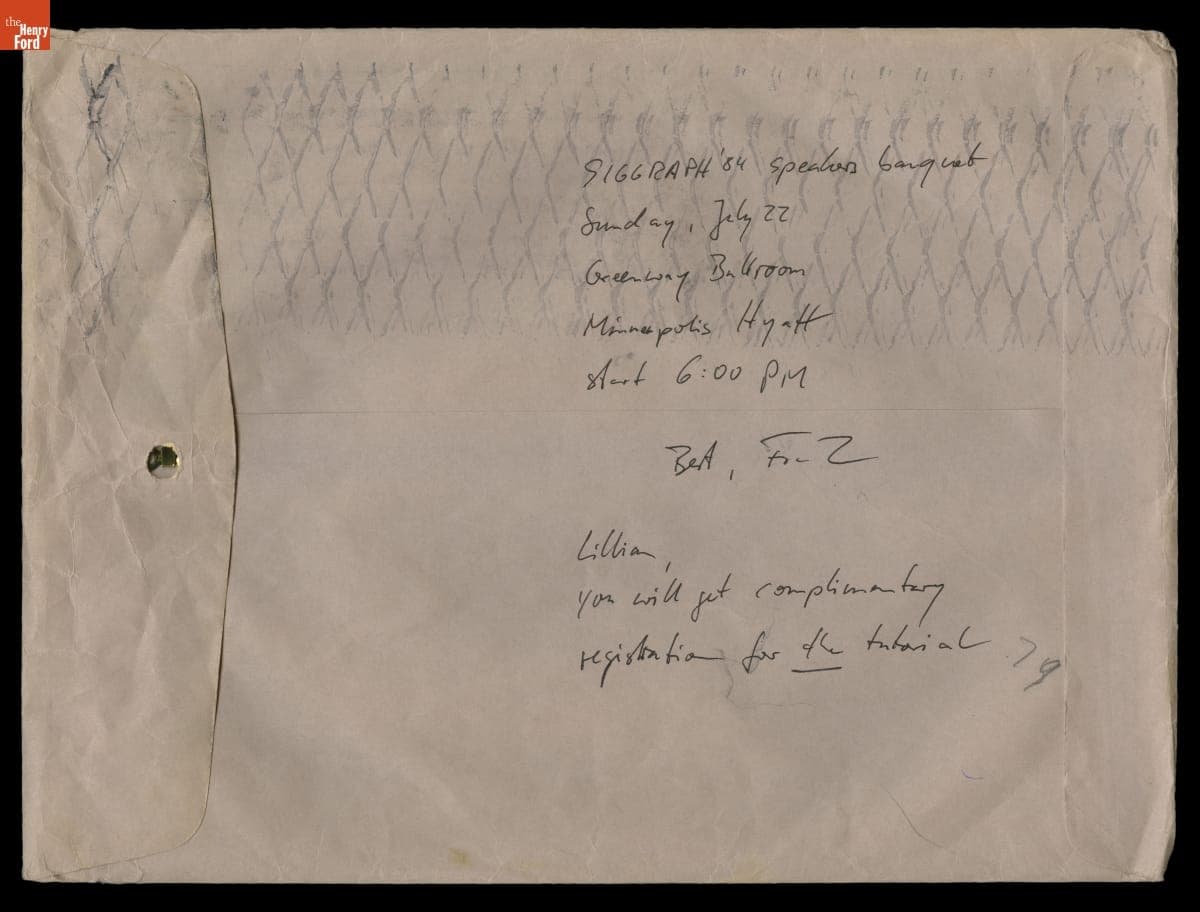 the Henry Ford
SIGGRAPH '84 speakers banquet
Sunday, July 22
Greenway Ballroom
Minneapolis Hyatt
start 6:00 PM
Best, Franz
Lillian,
you will get complimentary
registration for the tutorial